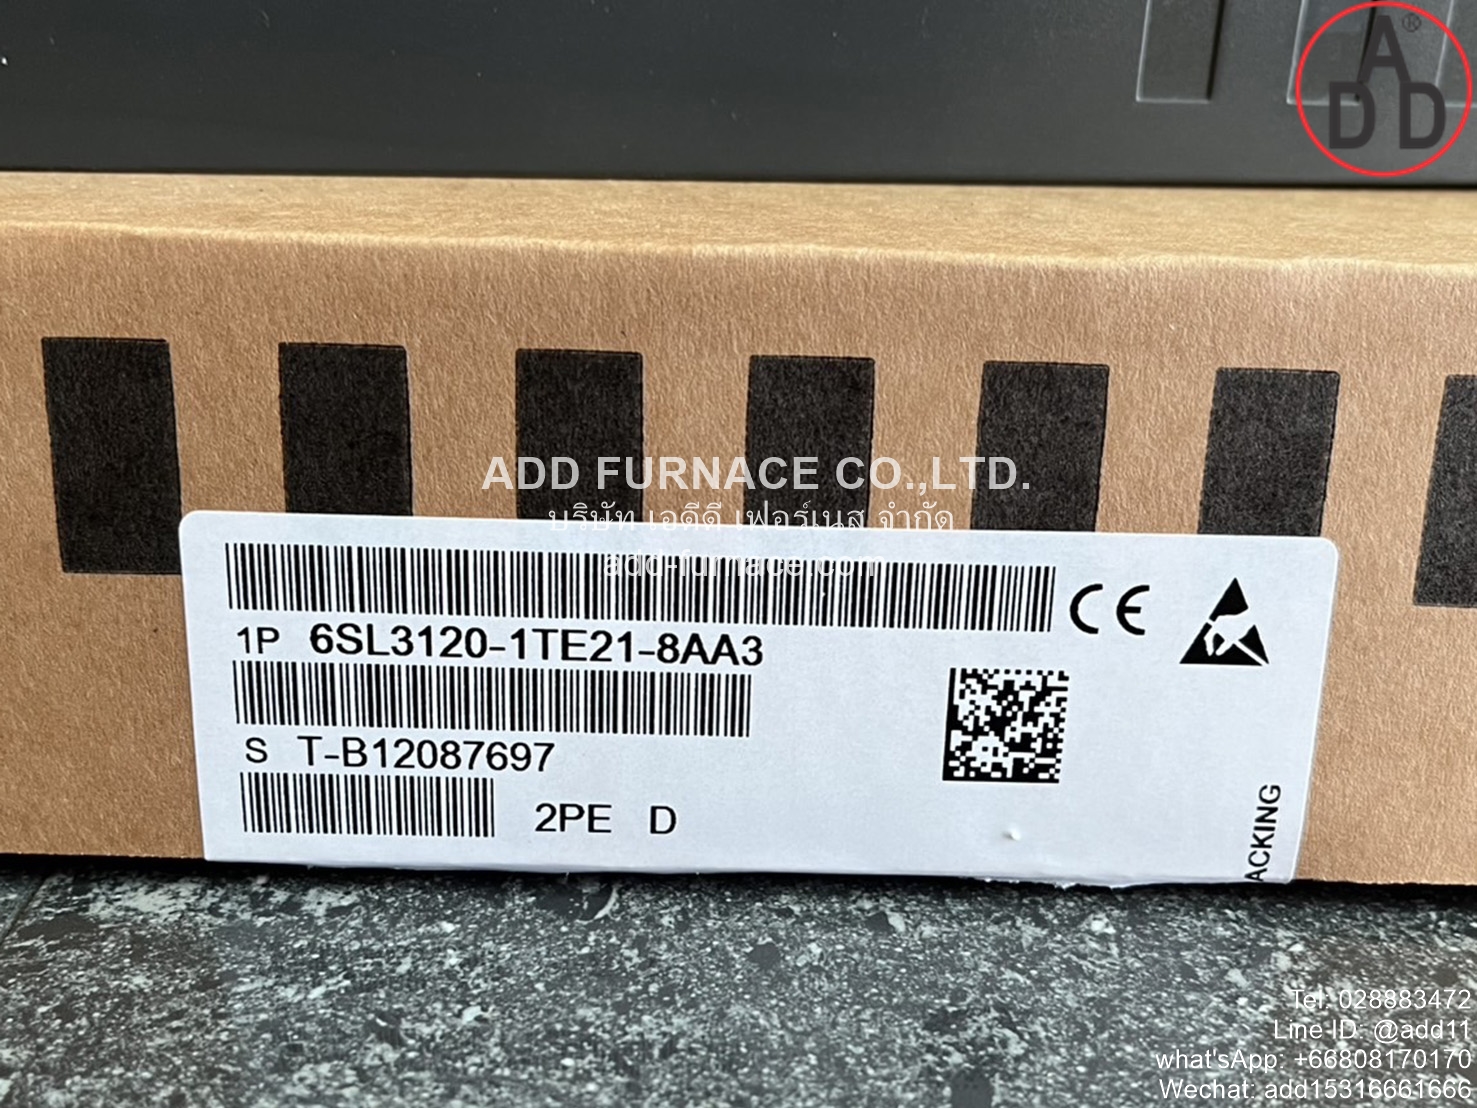 A®
DD
ADD FURNACE CO.,LTD.
บริษัท เอดีดี เฟอร์เนส จำกัด
add-furnace.com
CE
1P 6SL3120-1TE21-8AA3
S T-B12087697
2PE D
ACKING
Tel: 028883472
Line-ID: @add11
what'sApp: +66808170170
Wechat: add15316661666